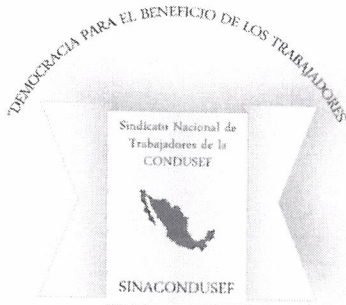 "DEMOCRACIA PARA EL BENEFICIO DE LOS TRABAJADORES"
Sindicato Nacional de
Trabajadores de la
CONDUSEF
SINACONDUSEF